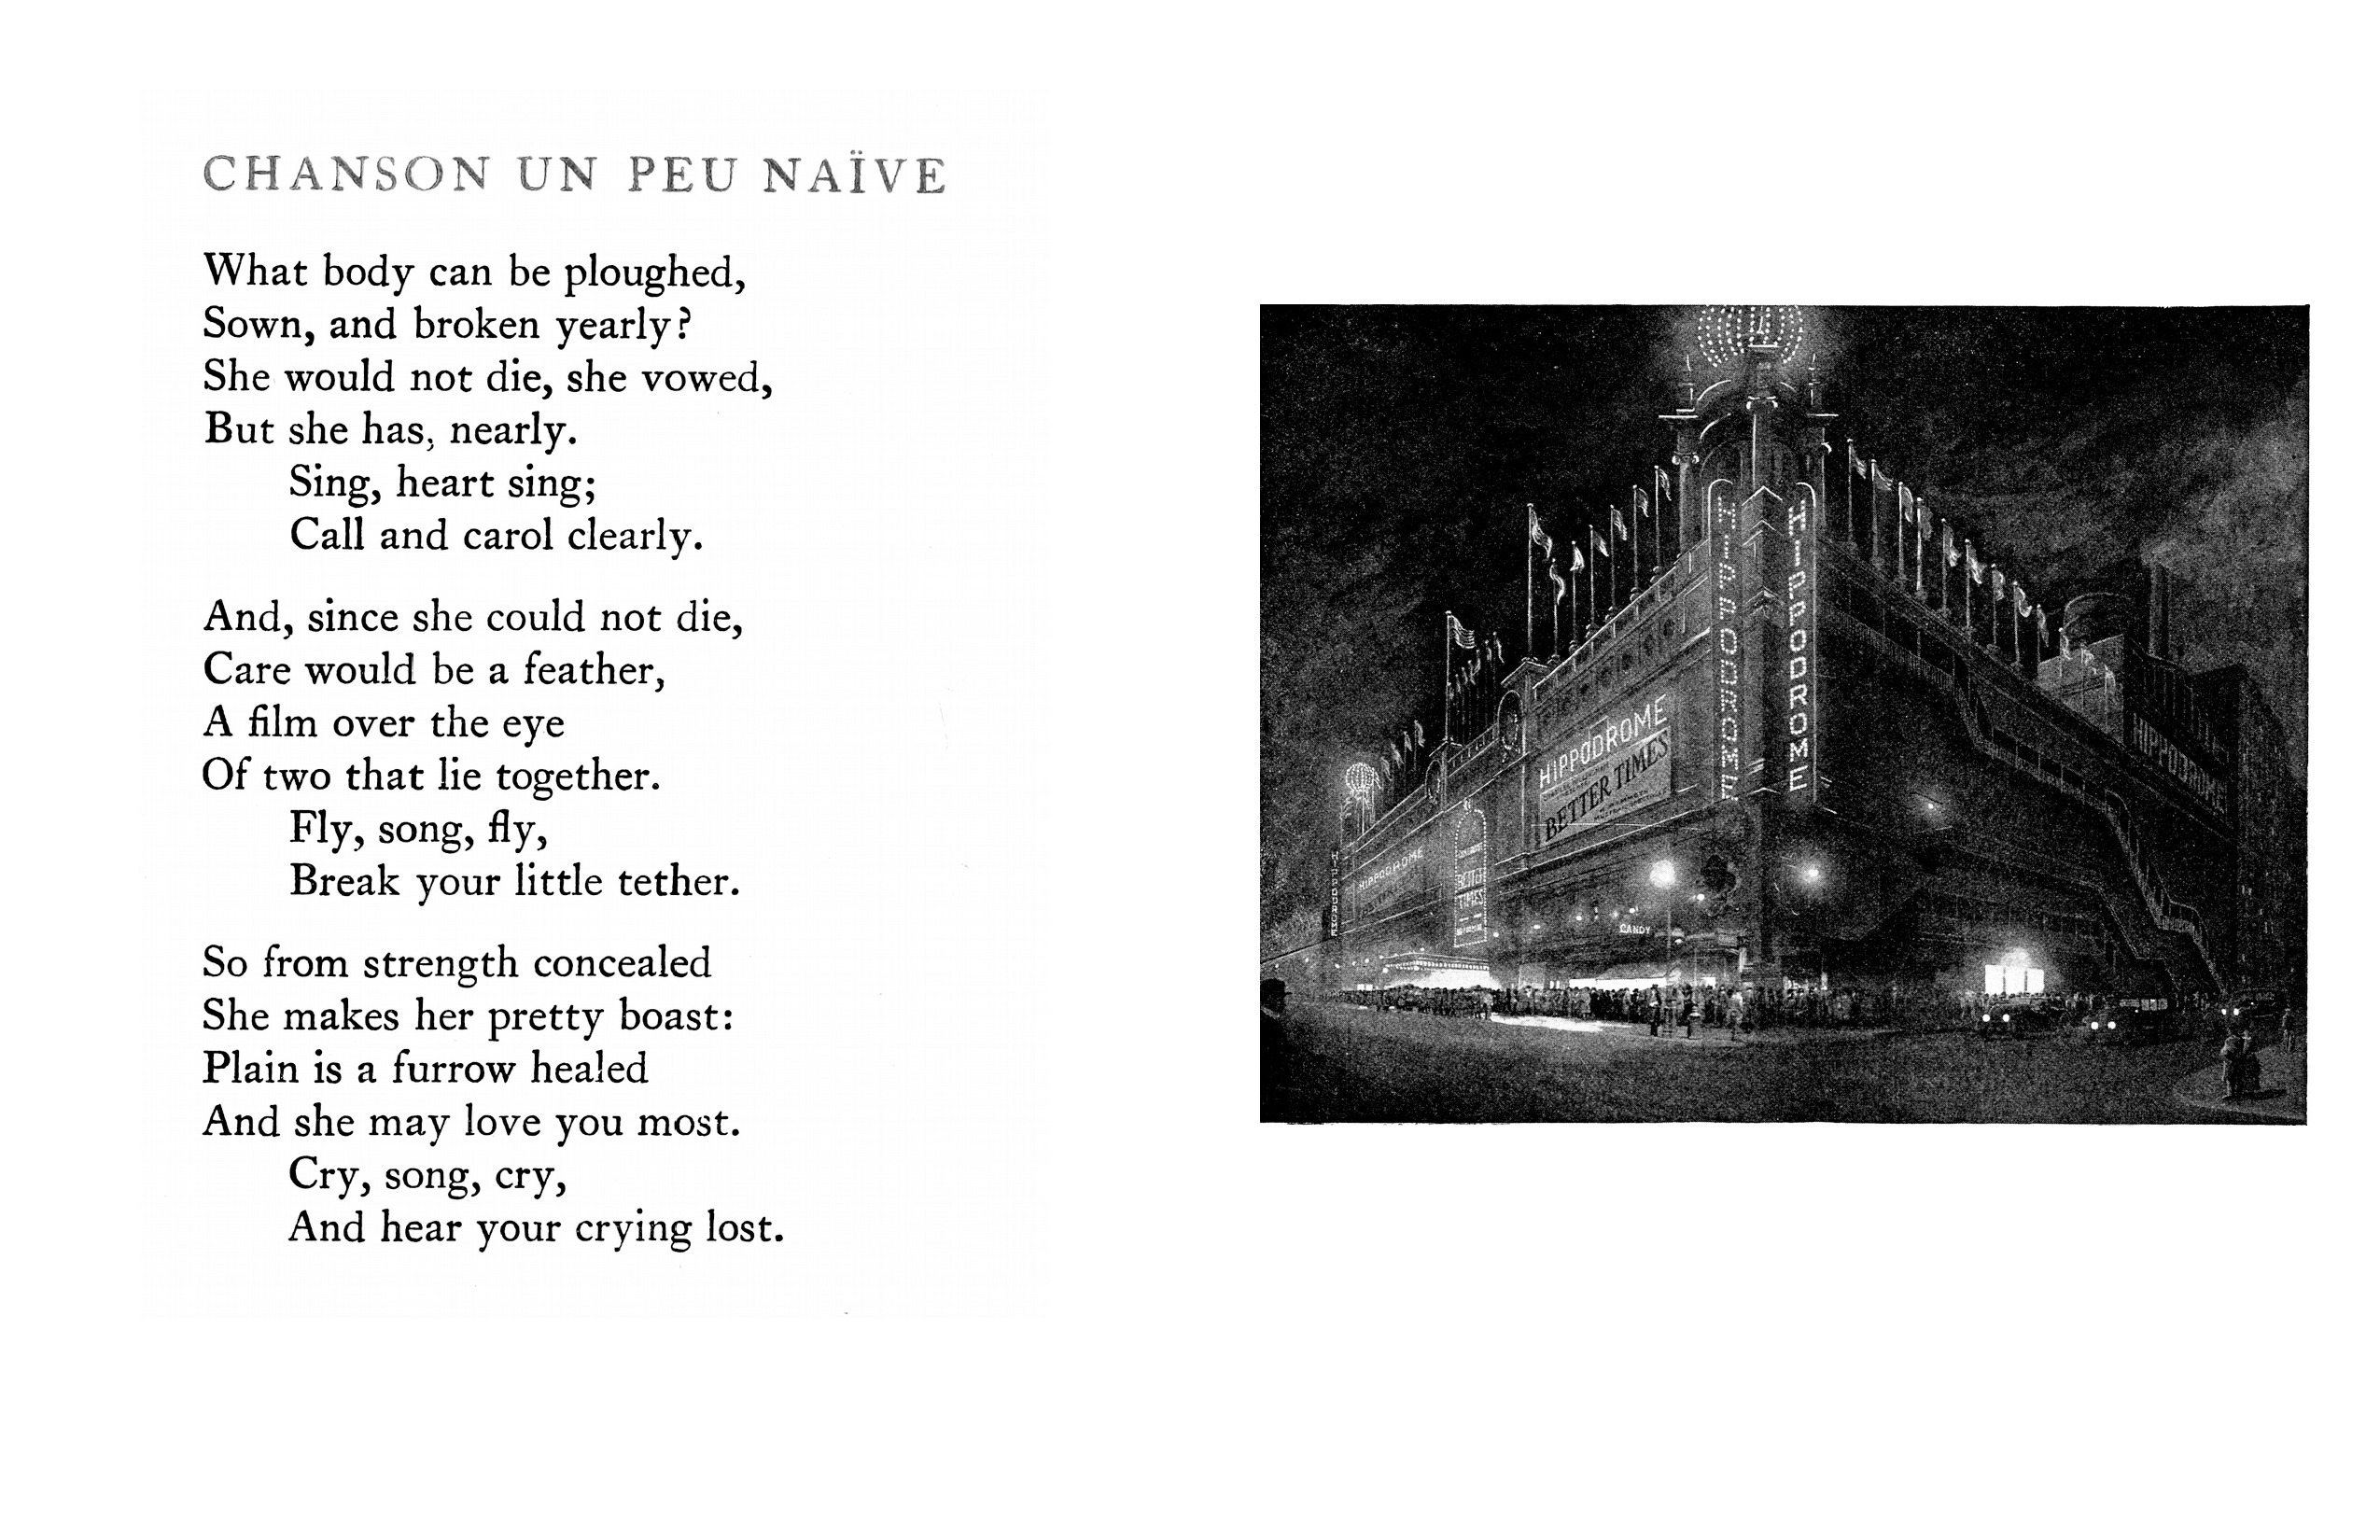 CHANSON UN PEU NAÏVE
What body can be ploughed,
Sown, and broken yearly?
She would not die, she vowed,
But she has, nearly.
Sing, heart sing;
Call and carol clearly.
And, since she could not die,
Care would be a feather,
A film over the eye
Of two that lie together.
Fly, song, fly,
Break your little tether.
So from strength concealed
She makes her pretty boast:
Plain is a furrow healed
And she may love you most.
Cry, song, cry,
And hear your crying lost.
HIPPODROME
HIPPODROME
HIPPODROME
BETTER TIMES
HIPPODROME
HIPPODROME
HIPPODROME
BETTER
TIMES
CANDY